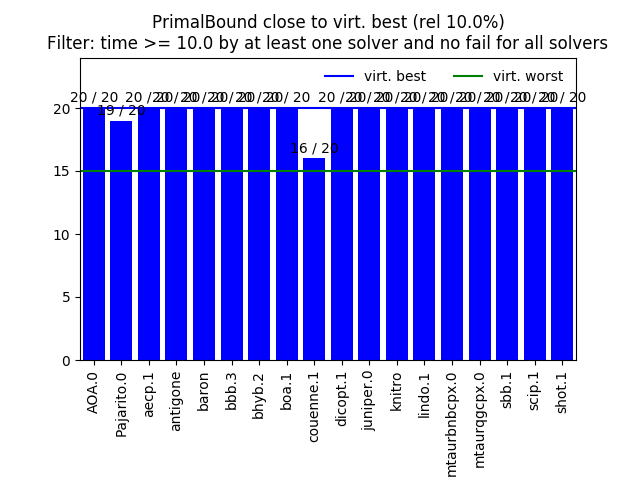 PrimalBound close to virt. best (rel 10.0%)
Filter: time >= 10.0 by at least one solver and no fail for all solvers
virt. best
virt. worst
20 / 20
19 / 20
20 / 20
20 / 20
20 / 20
20 / 20
20 / 20
20 / 20
16 / 20
20 / 20
20 / 20
20 / 20
20 / 20
20 / 20
20 / 20
20 / 20
20 / 20
20 / 20
20
15
10
5
0
AOA.0
Pajarito.0
aecp.1
antigone
baron
bbb.3
bhyb.2
boa.1
couenne.1
dicopt.1
juniper.0
knitro
lindo.1
mtaurbnbcpx.0
mtaurqgcpx.0
sbb.1
scip.1
shot.1